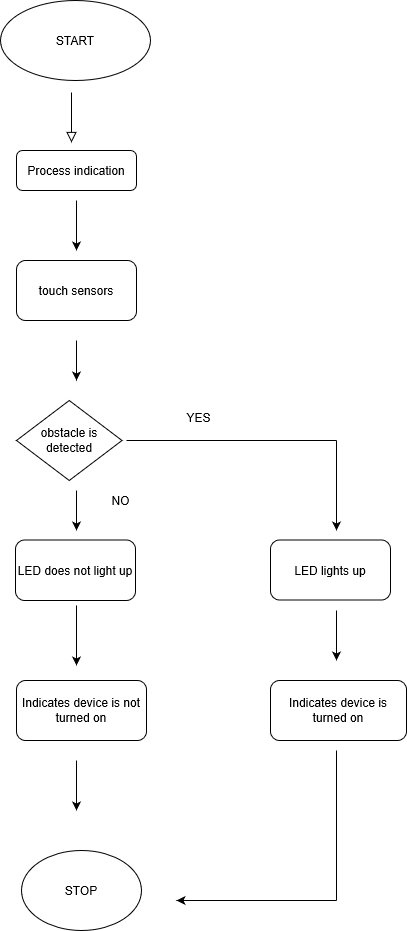 START
Process indication
touch sensors
obstacle is
detected
YES
NO
LED does not light up
LED lights up
Indicates device is not
turned on
Indicates device is
turned on
STOP